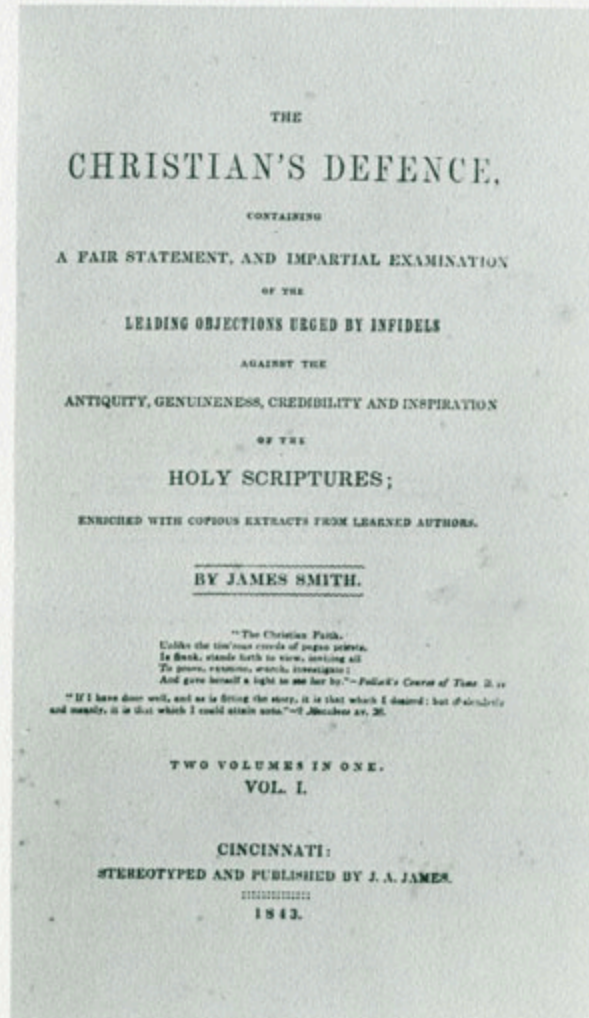 THE
CHRISTIAN'S DEFENCE,
CONTAINING
A FAIR STATEMENT, AND IMPARTIAL EXAMINATION
OF THE
LEADING OBJECTIONS URGED BY INFIDELS
AGAINST THE
ANTIQUITY, GENUINENESS, CREDIBILITY AND INSPIRATION
OF THE
HOLY SCRIPTURES;
ENRICHED WITH COPIOUS EXTRACTS FROM LEARNED AUTHORS.
BY JAMES SMITH.
"The Christian Faith,
Unlike the tim'rous creeds of pagan priests,
Is frank, stands forth to view, inviting all
To prove, examine, search, investigate;
And gave herself a light to see her by."—Pollok's Course of Time B.
"If I have done well, and as is fitting the story, it is that which I desired: but if slenderly
and meanly, it is that which I could attain unto."—2 Maccabees xv. 38.
TWO VOLUMES IN ONE.
VOL. I.
CINCINNATI:
STEREOTYPED AND PUBLISHED BY J. A. JAMES.
1843.